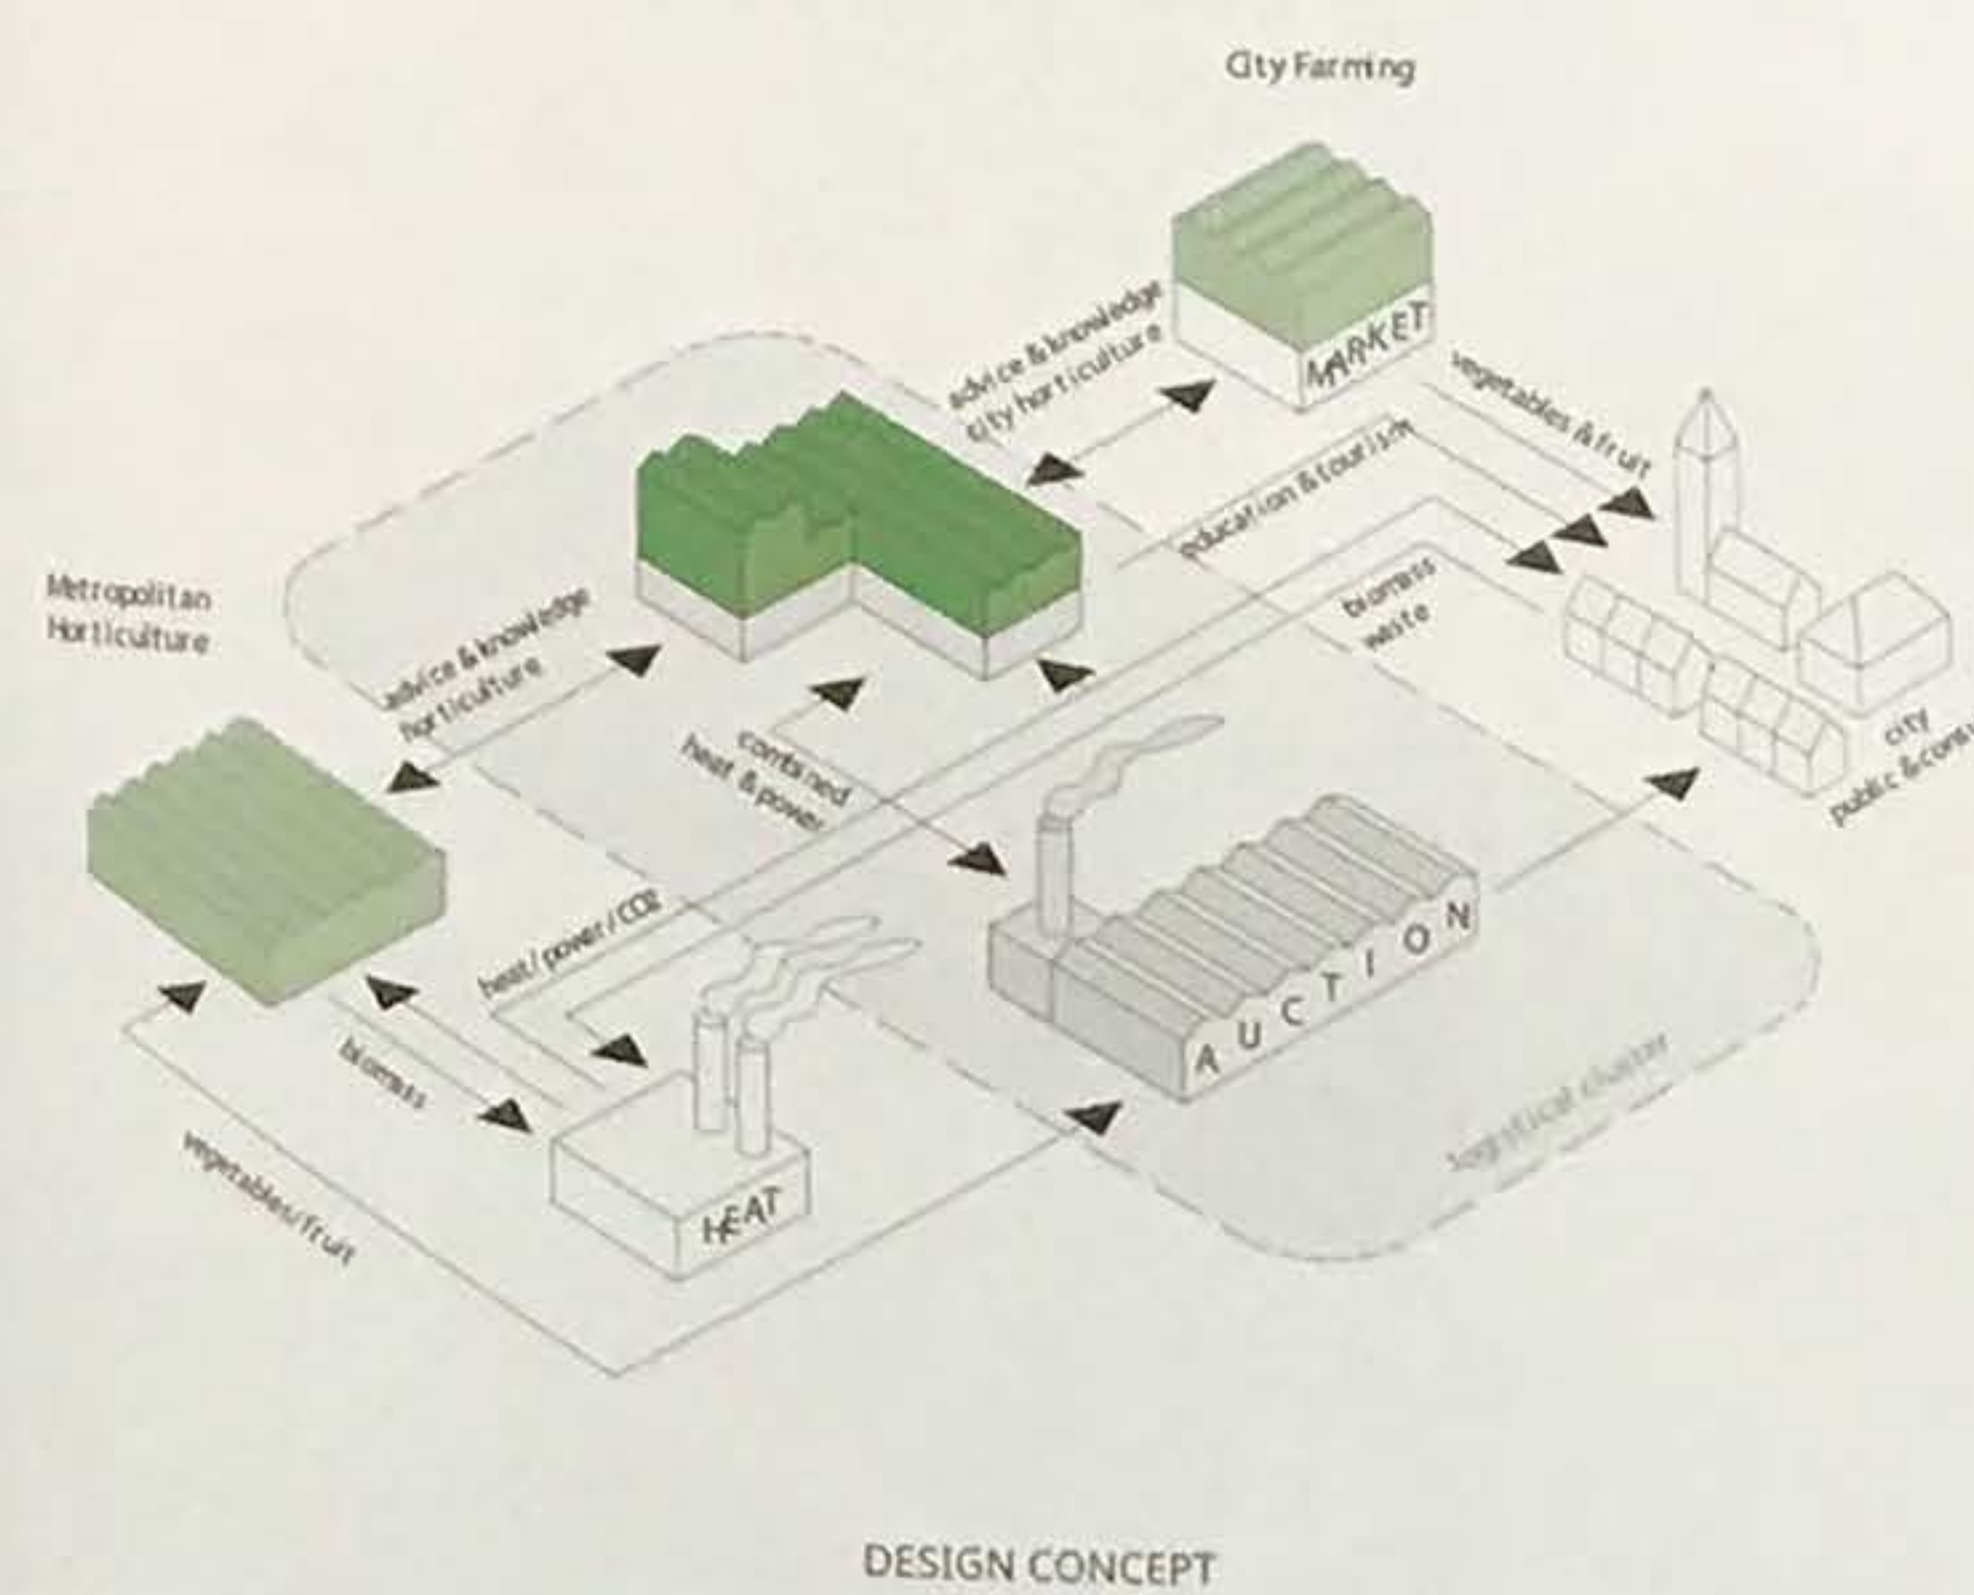 City Farming
MARKET
advice & knowledge
city horticulture
vegetables & fruit
education & tourism
biomass
waste
Metropolitan
Horticulture
advice & knowledge
horticulture
combined
heat & power
city
heat/power/CO2
AUCTION
biomass
HEAT
vegetables/fruit
logistical cluster
public &
DESIGN CONCEPT